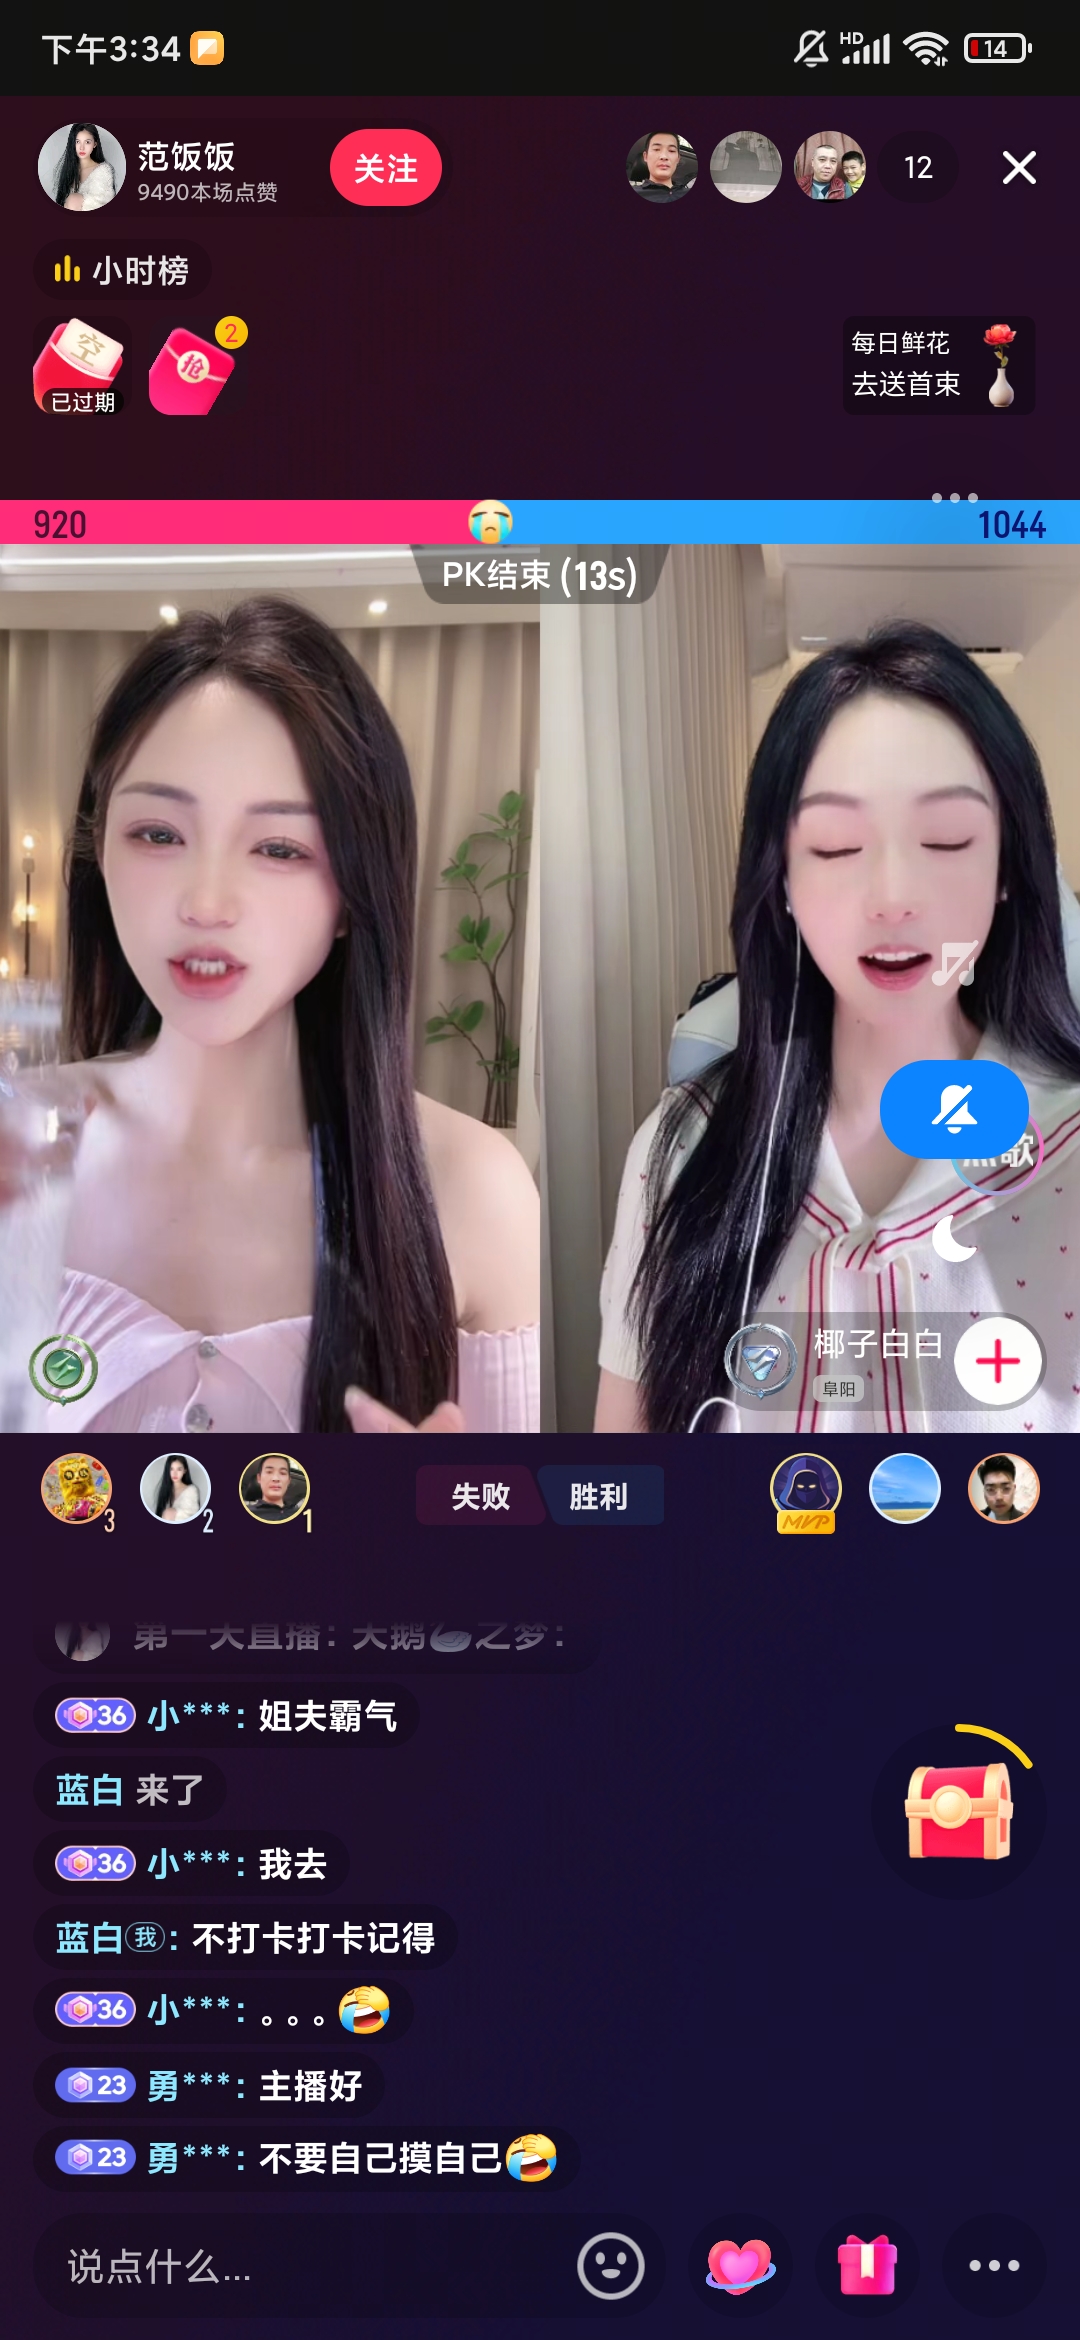 下午3:34
HD
14
范饭饭
9490本场点赞
关注
12
小时榜
空
已过期
抢
2
每日鲜花
去送首束
920
1044
PK结束 (13s)
歌
椰子白白
阜阳
3
2
1
失败
胜利
MVP
第一天直播：天鹅🦢之梦：
36 小***：姐夫霸气
蓝白 来了
36 小***：我去
蓝白 我：不打卡打卡记得
36 小***：。。。🤣
23 勇***：主播好
23 勇***：不要自己摸自己🤣
说点什么...